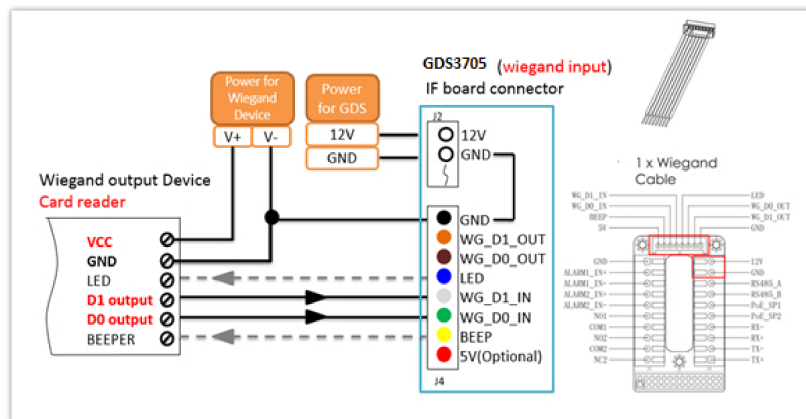 GDS3705 (wiegand input)
IF board connector
Power for
Wiegand
Device
V+ V-
Power
for GDS
12V
GND
J2
12V
GND
1 x Wiegand
Cable
Wiegand output Device
Card reader
VCC
GND
LED
D1 output
D0 output
BEEPER
GND
WG_D1_OUT
WG_D0_OUT
LED
WG_D1_IN
WG_D0_IN
BEEP
5V(Optional)
J4
WG_D1_IN
WG_D0_IN
BEEP
5V
LED
WG_D0_OUT
WG_D1_OUT
GND
GND
ALARM1_IN+
ALARM1_IN-
ALARM2_IN+
ALARM2_IN-
NO1
COM1
NO2
COM2
NC2
12V
GND
RS485_A
RS485_B
PoE_SP1
PoE_SP2
RX-
RX+
TX-
TX+